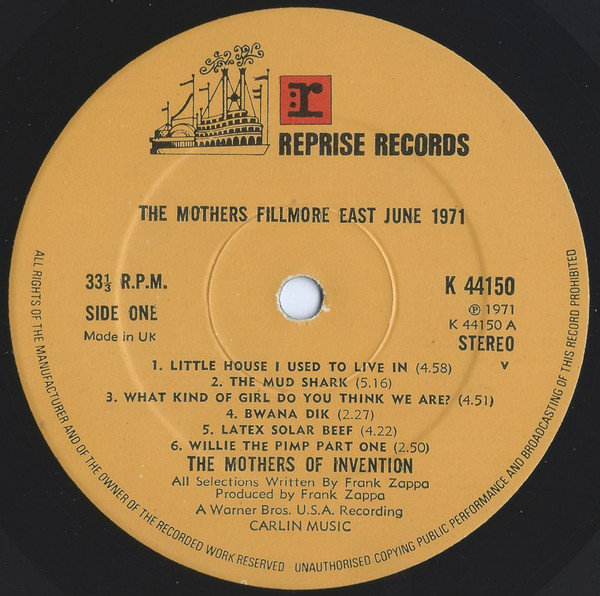 r
REPRISE RECORDS
THE MOTHERS FILLMORE EAST JUNE 1971
33⅓ R.P.M.
SIDE ONE
Made in UK
K 44150
℗ 1971
K 44150 A
STEREO
V
1. LITTLE HOUSE I USED TO LIVE IN (4.58)
2. THE MUD SHARK (5.16)
3. WHAT KIND OF GIRL DO YOU THINK WE ARE? (4.51)
4. BWANA DIK (2.27)
5. LATEX SOLAR BEEF (4.22)
6. WILLIE THE PIMP PART ONE (2.50)
THE MOTHERS OF INVENTION
All Selections Written By Frank Zappa
Produced by Frank Zappa
A Warner Bros. U.S.A. Recording
CARLIN MUSIC
ALL RIGHTS OF THE MANUFACTURER AND OF THE OWNER OF THE RECORDED WORK RESERVED · UNAUTHORISED COPYING PUBLIC PERFORMANCE AND BROADCASTING OF THIS RECORD PROHIBITED